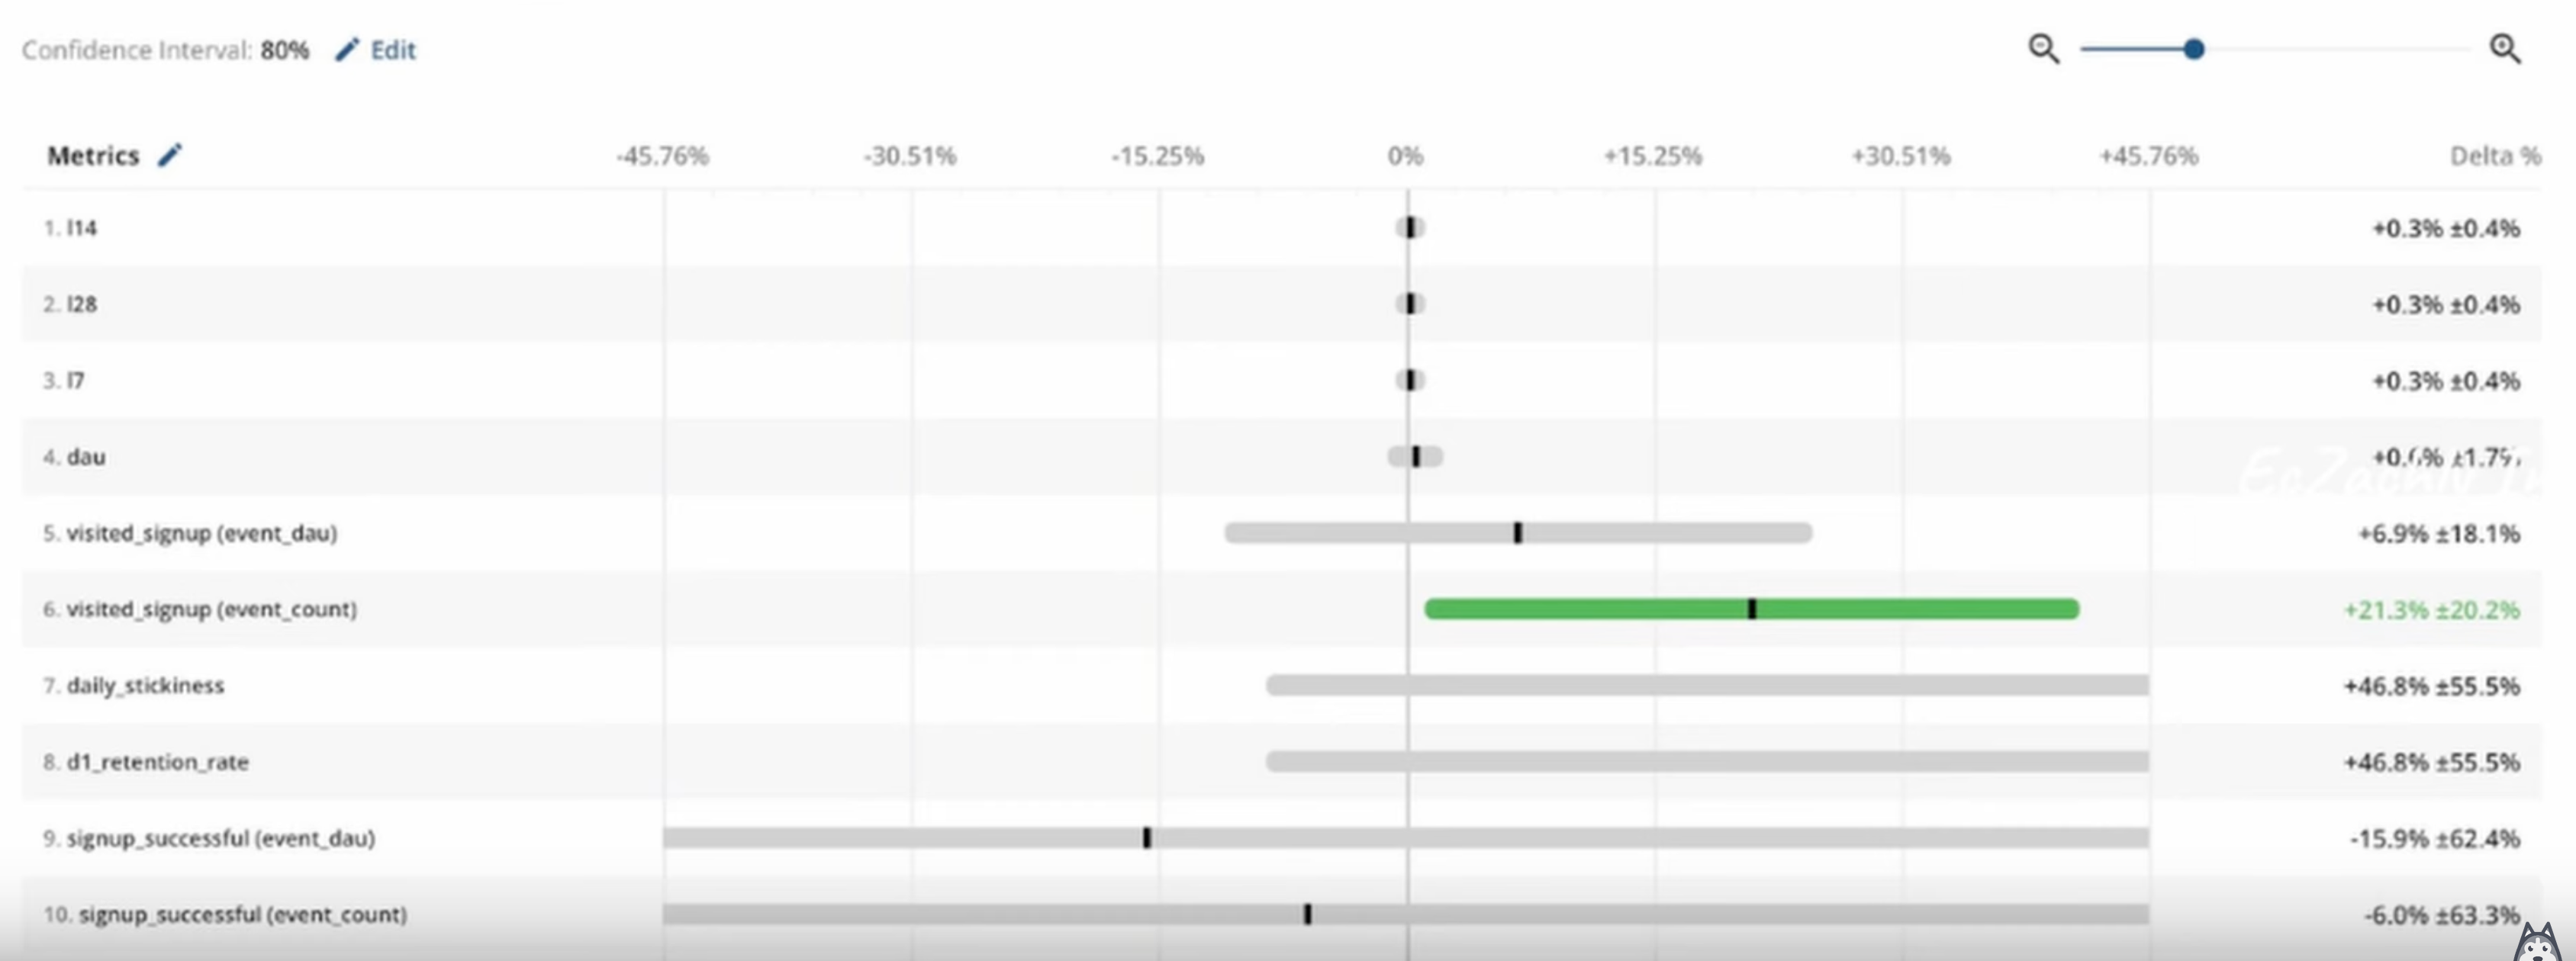 Confidence Interval: 80% Edit
Metrics -45.76% -30.51% -15.25% 0% +15.25% +30.51% +45.76% Delta %
1. l14 +0.3% ±0.4%
2. l28 +0.3% ±0.4%
3. l7 +0.3% ±0.4%
4. dau ±1.7%
5. visited_signup (event_dau) +6.9% ±18.1%
6. visited_signup (event_count) +21.3% ±20.2%
7. daily_stickiness +46.8% ±55.5%
8. d1_retention_rate +46.8% ±55.5%
9. signup_successful (event_dau) -15.9% ±62.4%
10. signup_successful (event_count) -6.0% ±63.3%